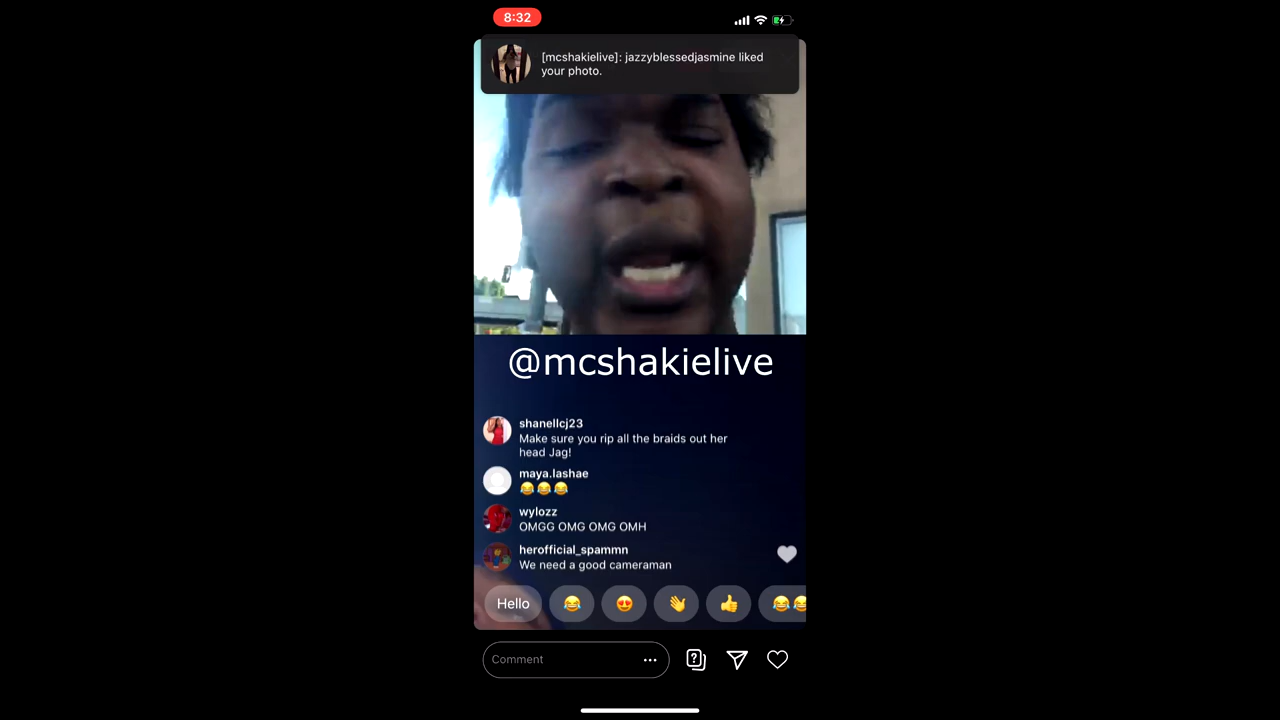 8:32
[mcshakielive]: jazzyblessedjasmine liked
your photo.
@mcshakielive
shanellcj23
Make sure you rip all the braids out her
head Jag!
maya.lashae
😂😂😂
wylozz
OMGG OMG OMG OMH
herofficial_spammn
We need a good cameraman
Hello 😂 😍 👋 👍 😂😂
Comment